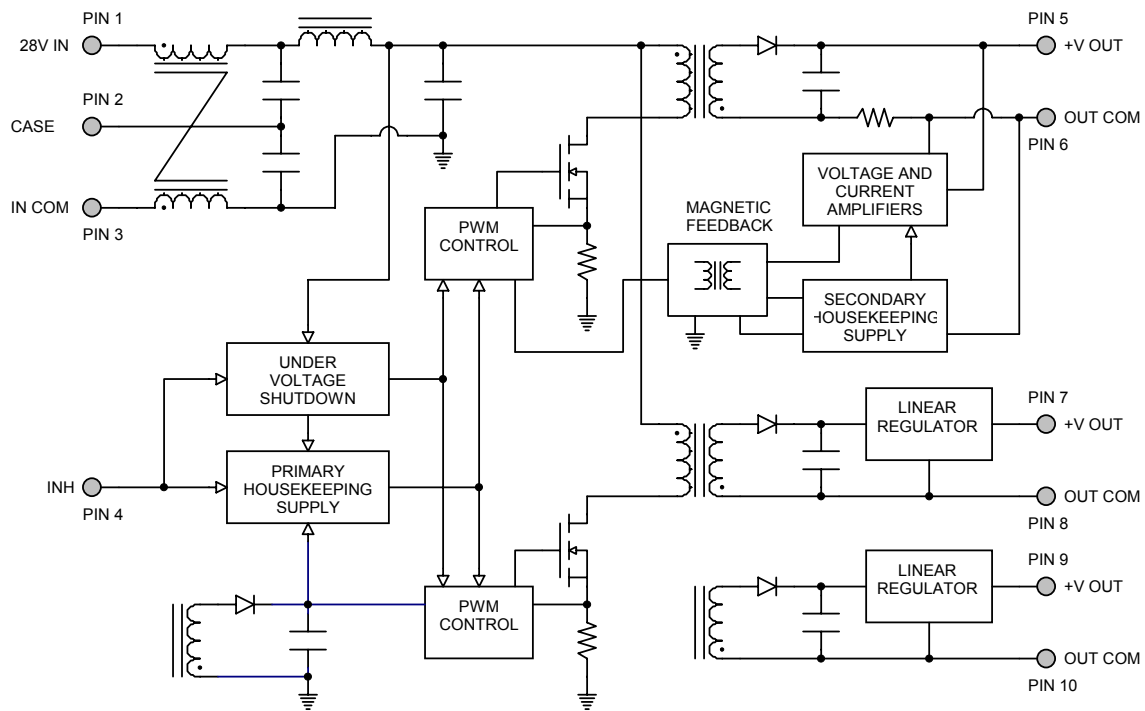 PIN 1
28V IN
PIN 2
CASE
IN COM
PIN 3
PIN 5
+V OUT
OUT COM
PIN 6
VOLTAGE AND
CURRENT
AMPLIFIERS
MAGNETIC
FEEDBACK
PWM
CONTROL
SECONDARY
HOUSEKEEPING
SUPPLY
UNDER
VOLTAGE
SHUTDOWN
PRIMARY
HOUSEKEEPING
SUPPLY
INH
PIN 4
PIN 7
LINEAR
REGULATOR
+V OUT
OUT COM
PIN 8
PIN 9
LINEAR
REGULATOR
+V OUT
PWM
CONTROL
OUT COM
PIN 10